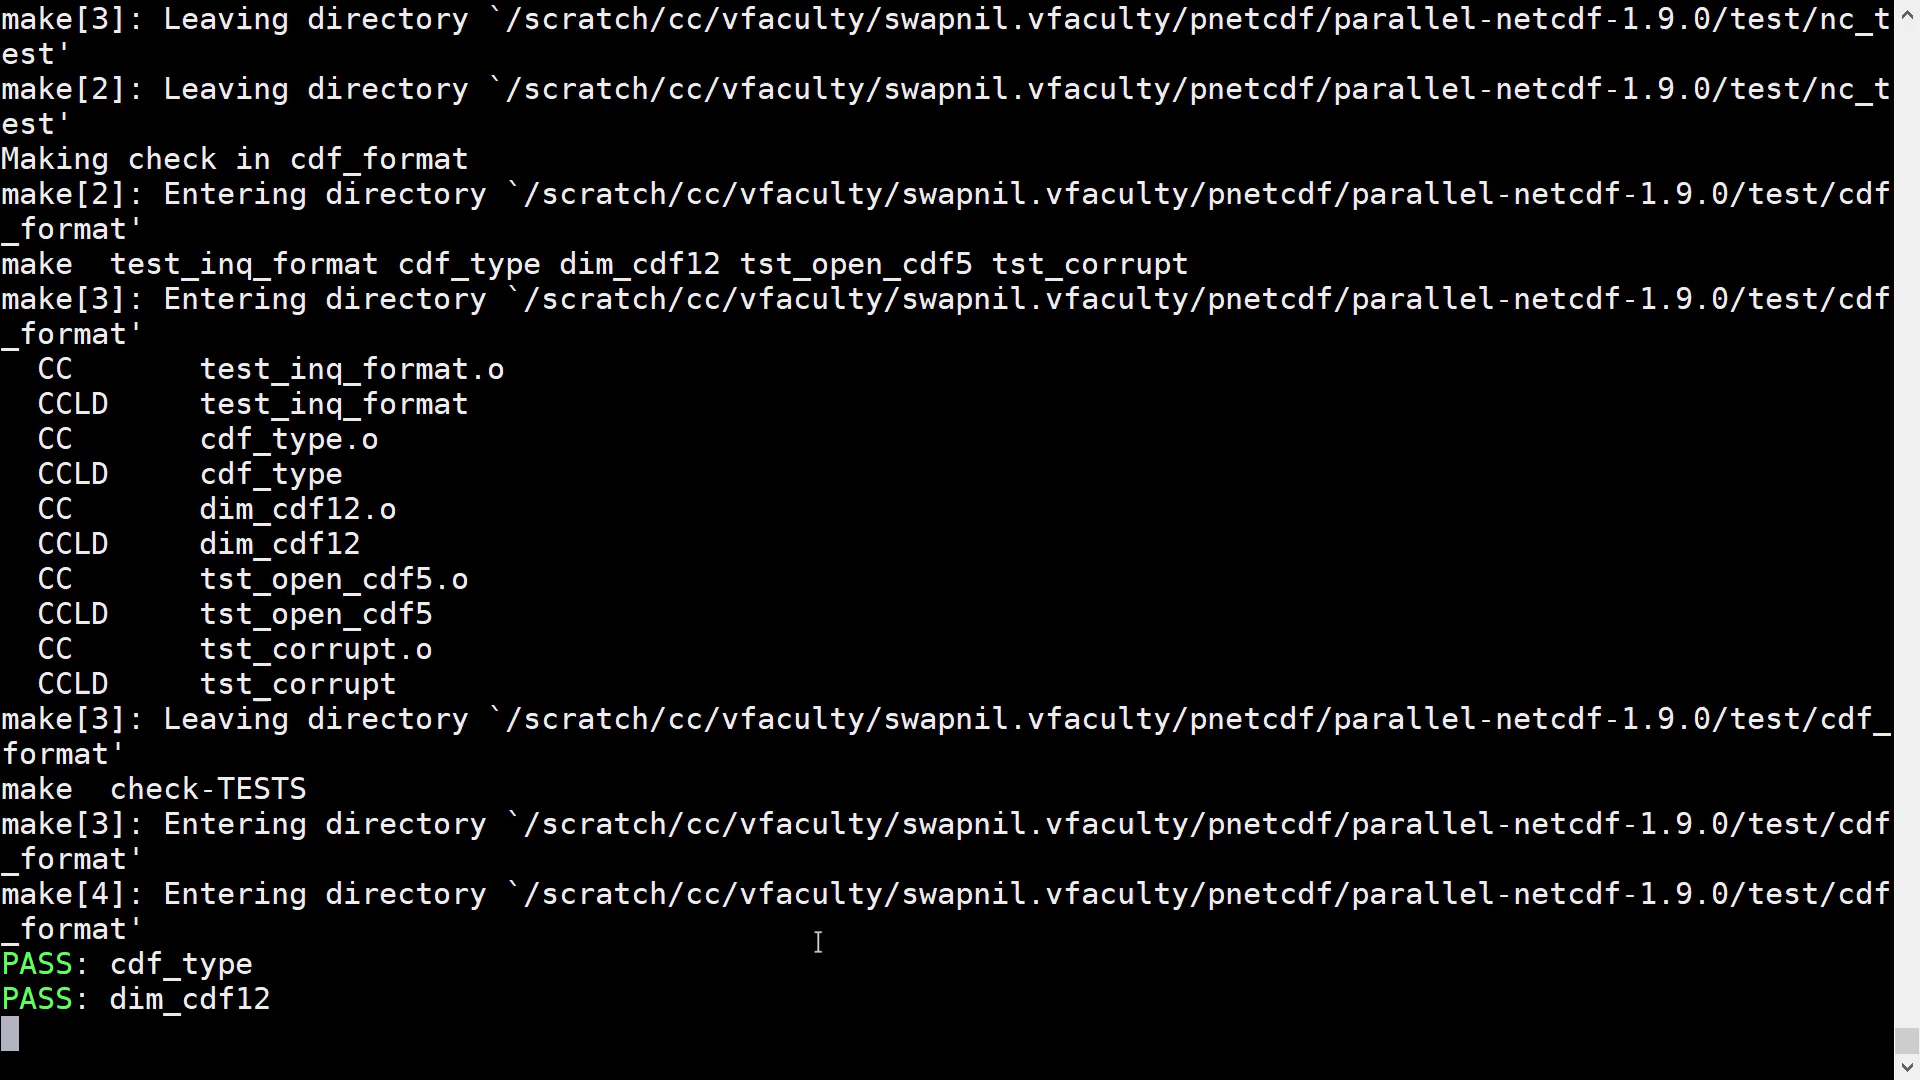 make[3]: Leaving directory `/scratch/cc/vfaculty/swapnil.vfaculty/pnetcdf/parallel-netcdf-1.9.0/test/nc_t
est'
make[2]: Leaving directory `/scratch/cc/vfaculty/swapnil.vfaculty/pnetcdf/parallel-netcdf-1.9.0/test/nc_t
est'
Making check in cdf_format
make[2]: Entering directory `/scratch/cc/vfaculty/swapnil.vfaculty/pnetcdf/parallel-netcdf-1.9.0/test/cdf
_format'
make  test_inq_format cdf_type dim_cdf12 tst_open_cdf5 tst_corrupt
make[3]: Entering directory `/scratch/cc/vfaculty/swapnil.vfaculty/pnetcdf/parallel-netcdf-1.9.0/test/cdf
_format'
  CC       test_inq_format.o
  CCLD     test_inq_format
  CC       cdf_type.o
  CCLD     cdf_type
  CC       dim_cdf12.o
  CCLD     dim_cdf12
  CC       tst_open_cdf5.o
  CCLD     tst_open_cdf5
  CC       tst_corrupt.o
  CCLD     tst_corrupt
make[3]: Leaving directory `/scratch/cc/vfaculty/swapnil.vfaculty/pnetcdf/parallel-netcdf-1.9.0/test/cdf_
format'
make  check-TESTS
make[3]: Entering directory `/scratch/cc/vfaculty/swapnil.vfaculty/pnetcdf/parallel-netcdf-1.9.0/test/cdf
_format'
make[4]: Entering directory `/scratch/cc/vfaculty/swapnil.vfaculty/pnetcdf/parallel-netcdf-1.9.0/test/cdf
_format'
PASS: cdf_type
PASS: dim_cdf12